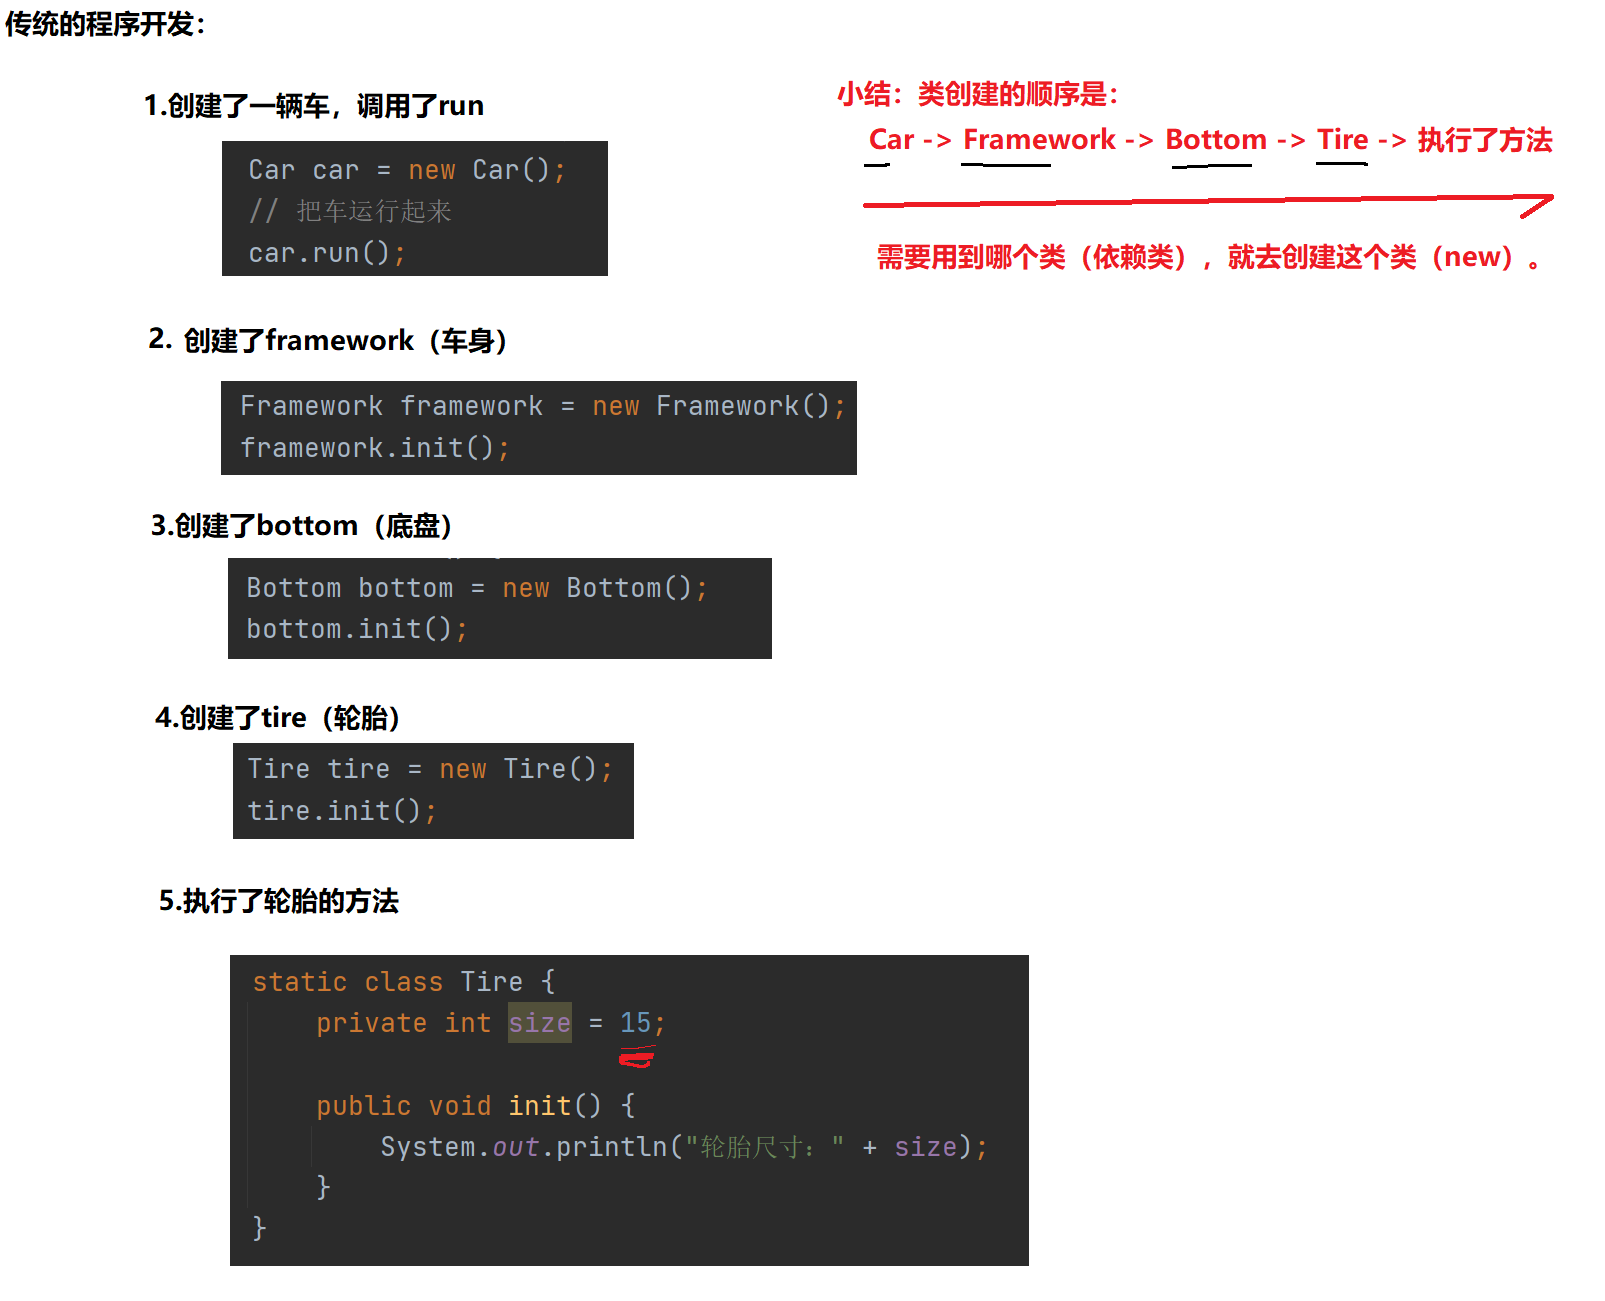 传统的程序开发：
1.创建了一辆车，调用了run
Car car = new Car();
// 把车运行起来
car.run();
小结：类创建的顺序是：
Car -> Framework -> Bottom -> Tire -> 执行了方法
需要用到哪个类（依赖类），就去创建这个类（new）。
2. 创建了framework（车身）
Framework framework = new Framework();
framework.init();
3.创建了bottom（底盘）
Bottom bottom = new Bottom();
bottom.init();
4.创建了tire（轮胎）
Tire tire = new Tire();
tire.init();
5.执行了轮胎的方法
static class Tire {
private int size = 15;
public void init() {
System.out.println("轮胎尺寸：" + size);
}
}